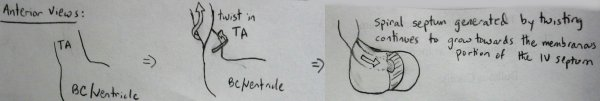 Anterior Views:
TA
BC/Ventricle
twist in
TA
BC/Ventricle
Spiral septum generated by twisting
continues to grow towards the membranous
portion of the IV septum